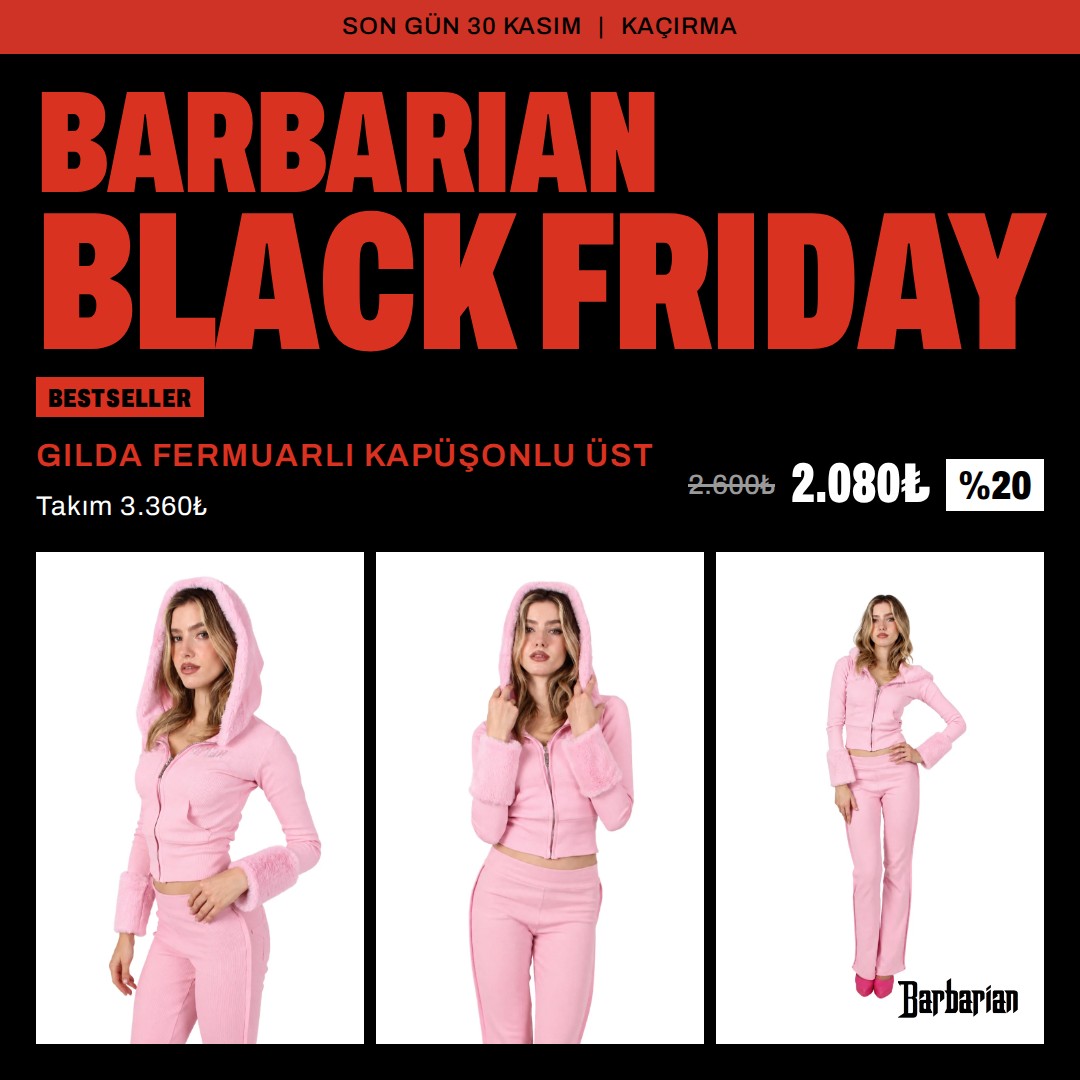 SON GÜN 30 KASIM | KAÇIRMA
BARBARIAN
BLACK FRIDAY
BESTSELLER
GILDA FERMUARLI KAPÜŞONLU ÜST
Takım 3.360₺
2.600₺ 2.080₺ %20
Barbarian